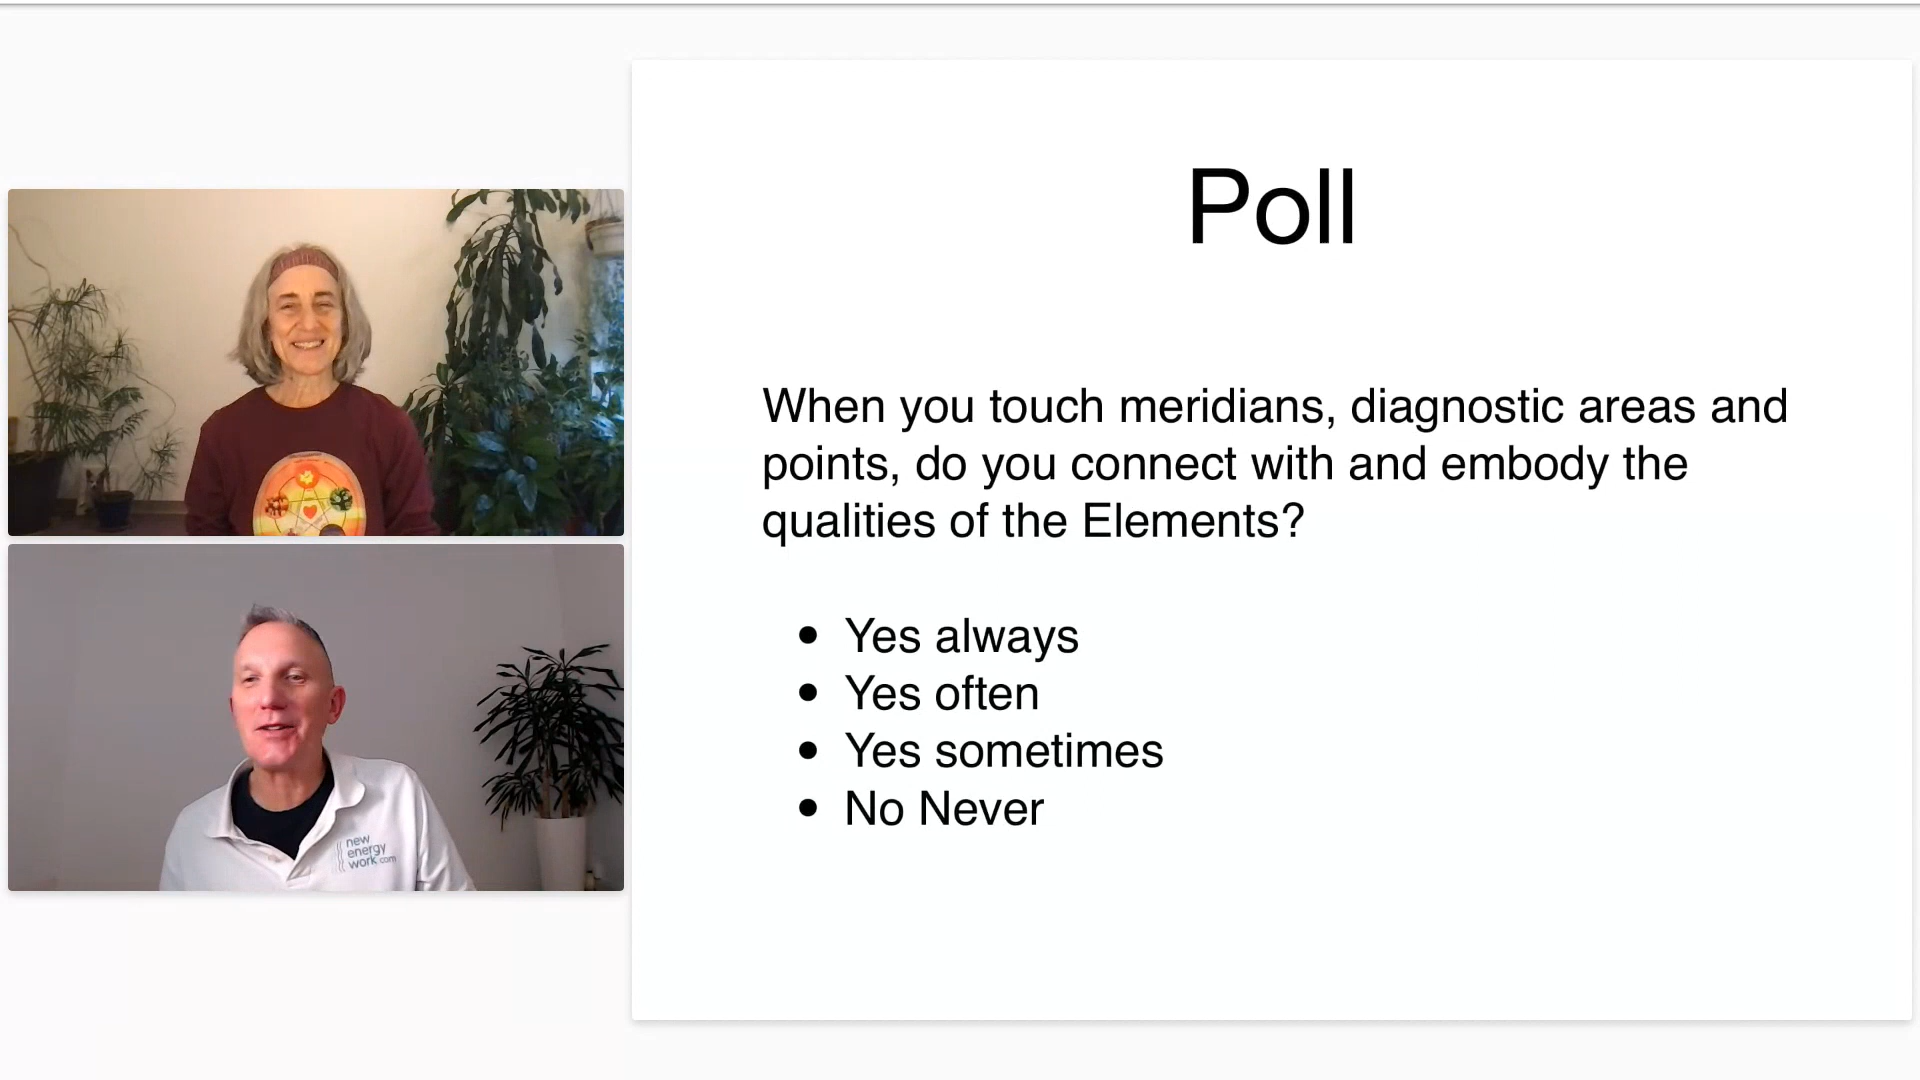 Poll
When you touch meridians, diagnostic areas and
points, do you connect with and embody the
qualities of the Elements?
• Yes always
• Yes often
• Yes sometimes
• No Never
new
energy
work.com